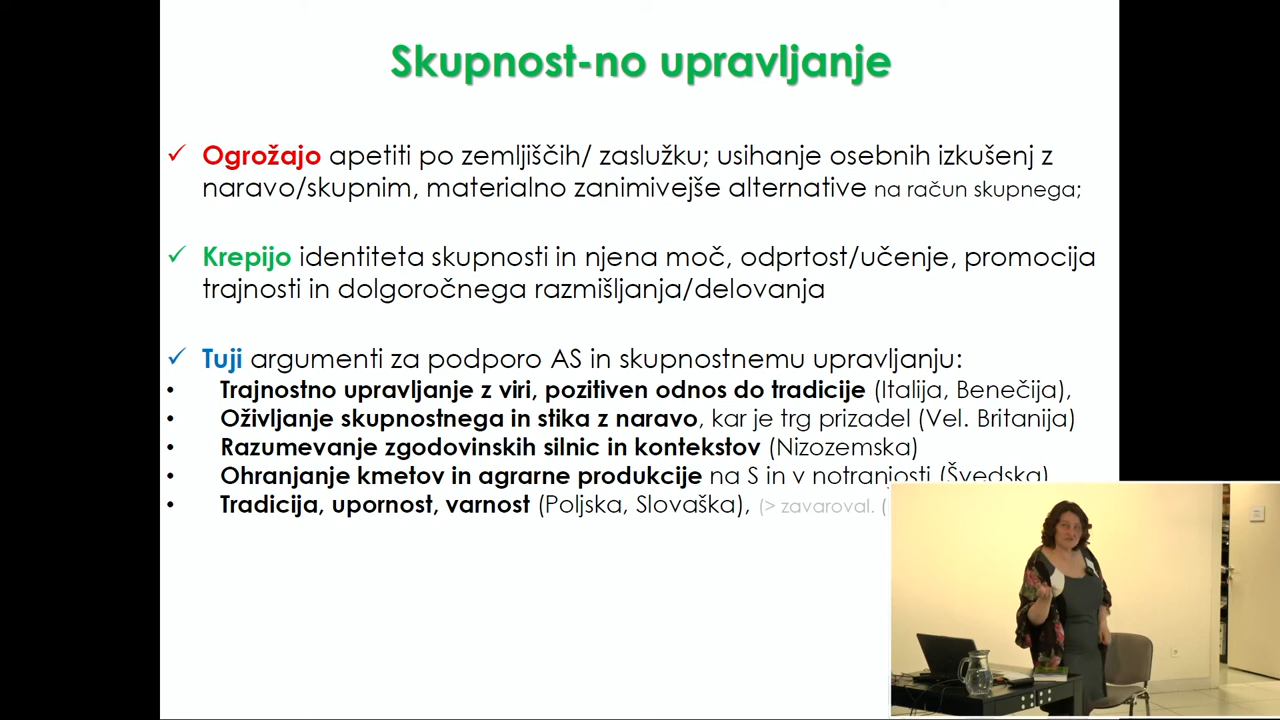 Skupnost-no upravljanje
✓ Ogrožajo apetiti po zemljiščih/ zaslužku; usihanje osebnih izkušenj z
naravo/skupnim, materialno zanimivejše alternative na račun skupnega;
✓ Krepijo identiteta skupnosti in njena moč, odprtost/učenje, promocija
trajnosti in dolgoročnega razmišljanja/delovanja
✓ Tuji argumenti za podporo AS in skupnostnemu upravljanju:
• Trajnostno upravljanje z viri, pozitiven odnos do tradicije (Italija, Benečija),
• Oživljanje skupnostnega in stika z naravo, kar je trg prizadel (Vel. Britanija)
• Razumevanje zgodovinskih silnic in kontekstov (Nizozemska)
• Ohranjanje kmetov in agrarne produkcije na S in v notranjosti (Švedska)
• Tradicija, upornost, varnost (Poljska, Slovaška), (> zavaroval. (